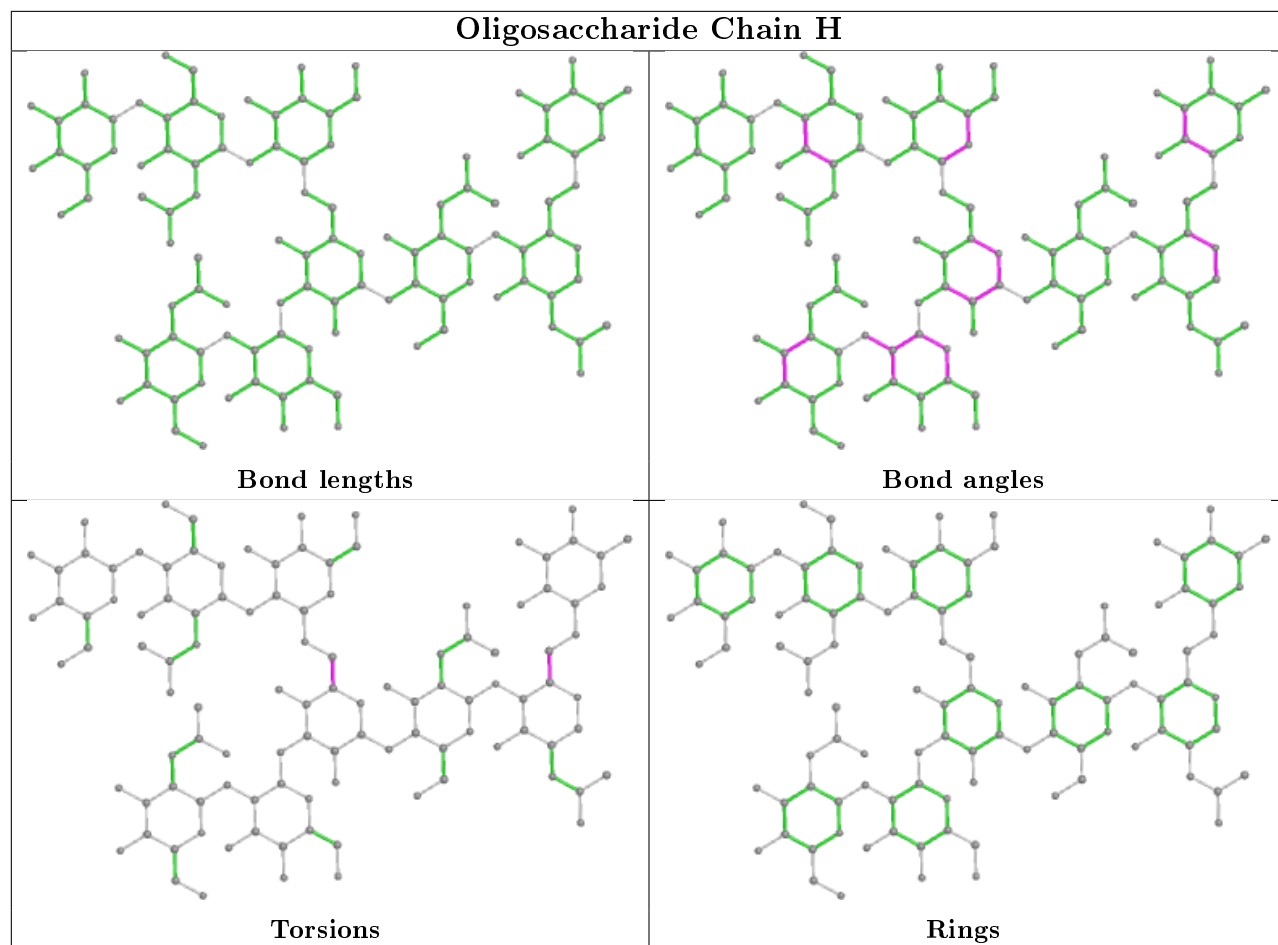 Oligosaccharide Chain H
Bond lengths
Bond angles
Torsions
Rings